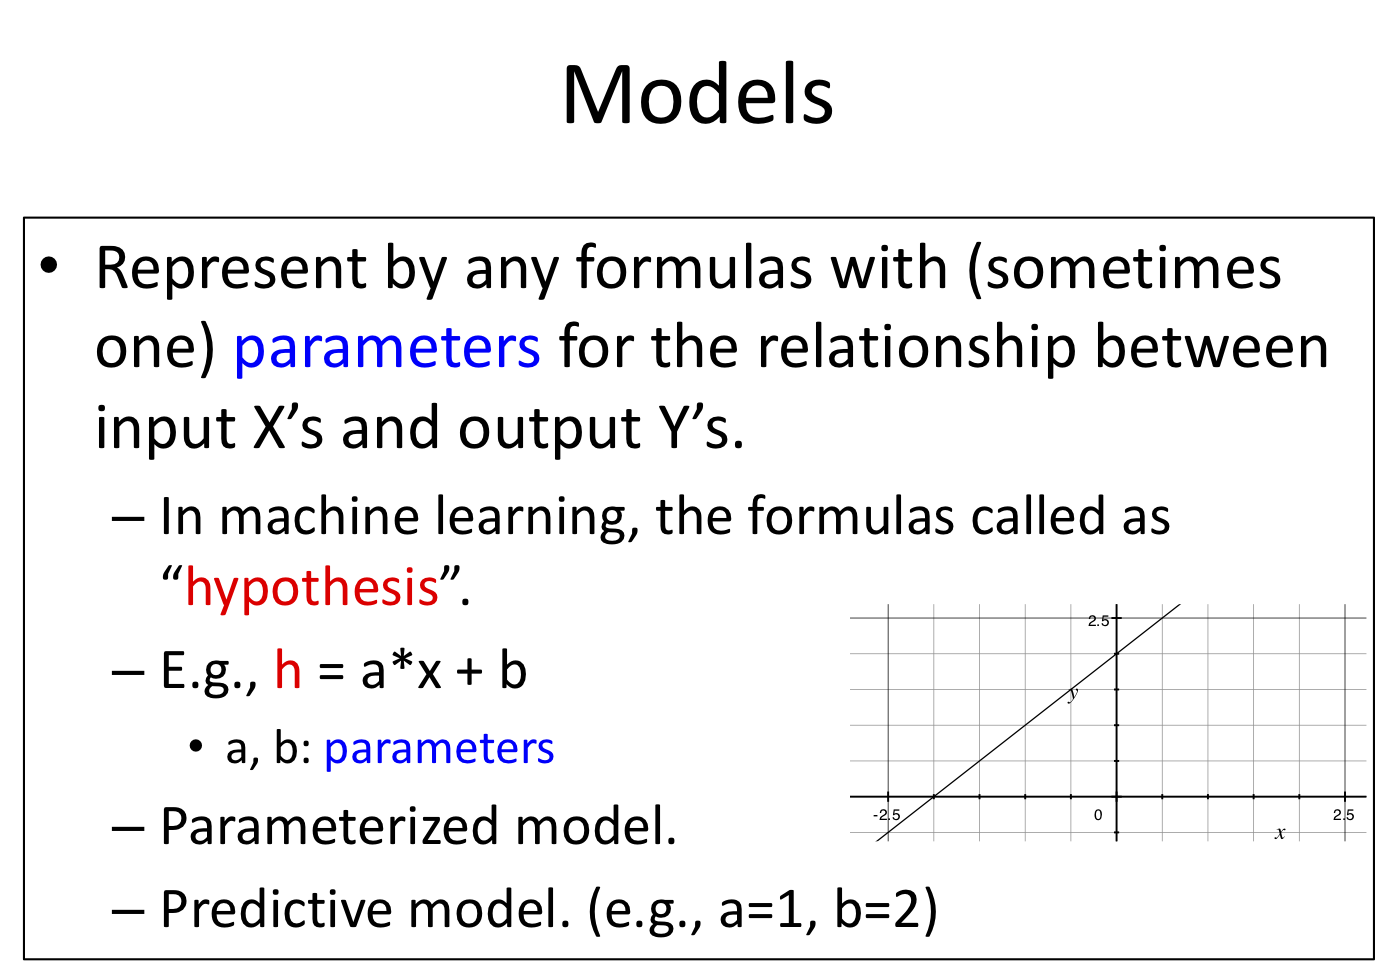 Models
• Represent by any formulas with (sometimes
one) parameters for the relationship between
input X’s and output Y’s.
– In machine learning, the formulas called as
“hypothesis”.
– E.g., h = a*x + b
• a, b: parameters
– Parameterized model.
– Predictive model. (e.g., a=1, b=2)
2.5
y
-2.5 0 2.5
x